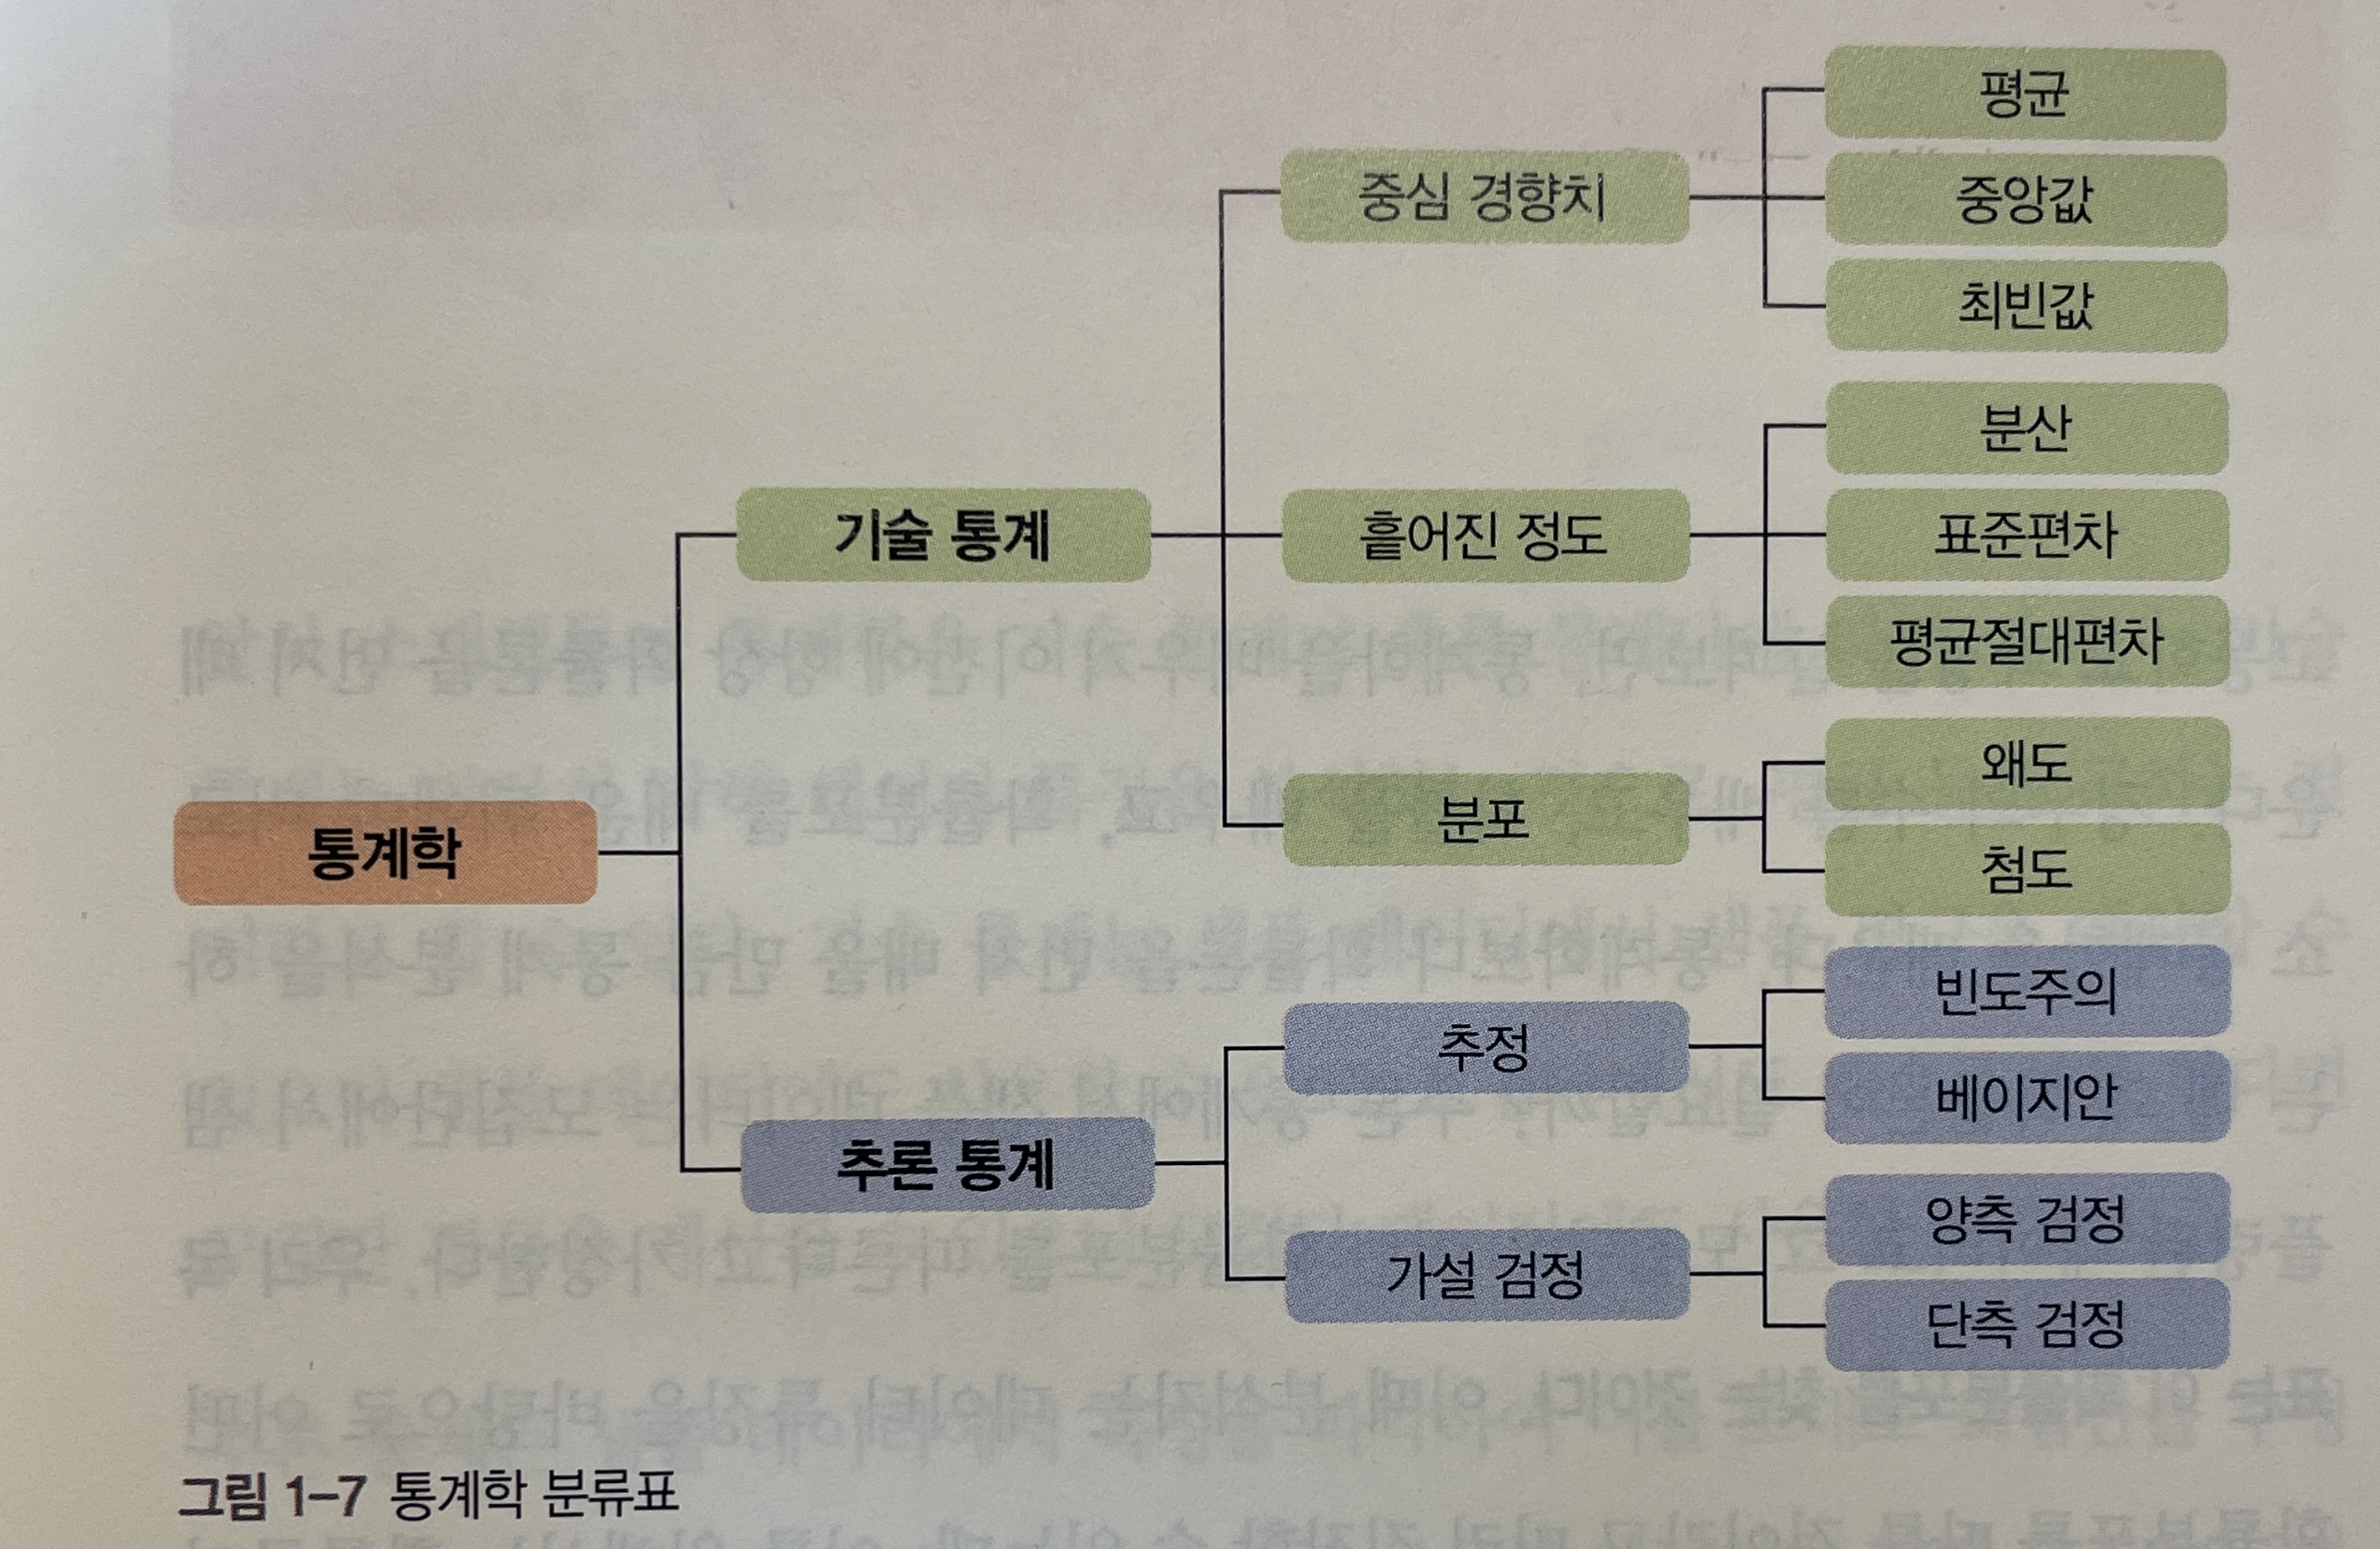 평균
중심 경향치
중앙값
최빈값
분산
기술 통계
흩어진 정도
표준편차
평균절대편차
왜도
분포
첨도
통계학
빈도주의
추정
베이지안
추론 통계
양측 검정
가설 검정
단측 검정
그림 1-7 통계학 분류표